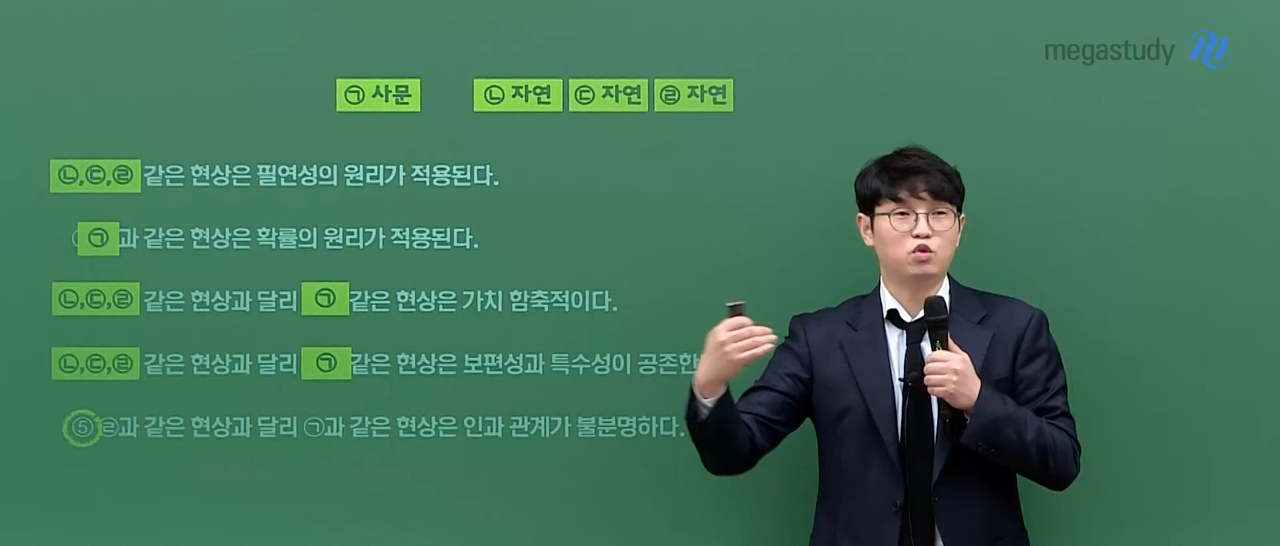 megastudy
㉠ 사문 ㉡ 자연 ㉢ 자연 ㉣ 자연
㉡,㉢,㉣ 같은 현상은 필연성의 원리가 적용된다.
㉠ 과 같은 현상은 확률의 원리가 적용된다.
㉡,㉢,㉣ 같은 현상과 달리 ㉠ 같은 현상은 가치 함축적이다.
㉡,㉢,㉣ 같은 현상과 달리 ㉠ 같은 현상은 보편성과 특수성이
⑤ ㉣과 같은 현상과 달리 ㉠과 같은 현상은 인과 관계가 불분명하다.